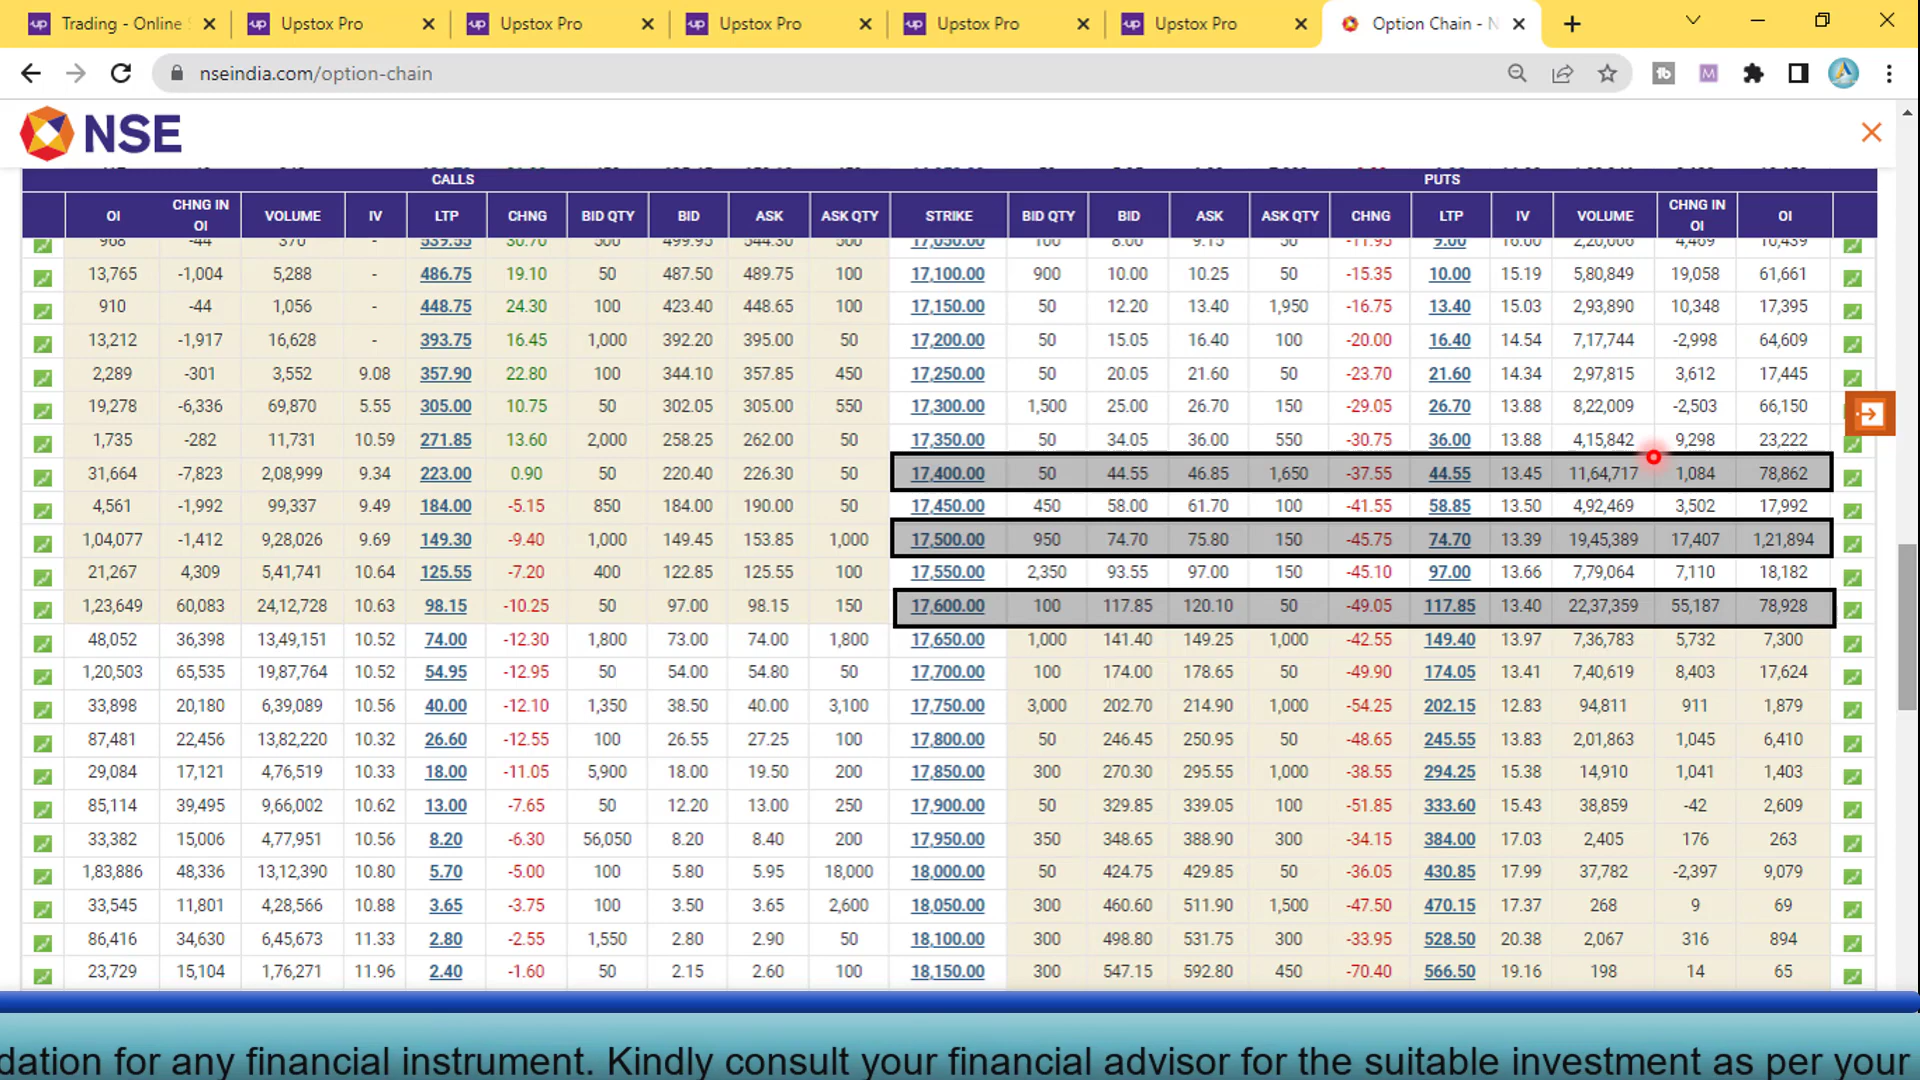 Trading - Online
Upstox Pro
Upstox Pro
Upstox Pro
Upstox Pro
Upstox Pro
Option Chain - N
nseindia.com/option-chain
NSE
CALLS PUTS
OI CHNG IN OI VOLUME IV LTP CHNG BID QTY BID ASK ASK QTY STRIKE BID QTY BID ASK ASK QTY CHNG LTP IV VOLUME CHNG IN OI OI
968 -44 370 - 539.55 30.70 500 499.95 544.30 500 17,050.00 100 8.00 9.15 50 -11.95 9.00 16.00 2,20,006 4,469 10,439
13,765 -1,004 5,288 - 486.75 19.10 50 487.50 489.75 100 17,100.00 900 10.00 10.25 50 -15.35 10.00 15.19 5,80,849 19,058 61,661
910 -44 1,056 - 448.75 24.30 100 423.40 448.65 100 17,150.00 50 12.20 13.40 1,950 -16.75 13.40 15.03 2,93,890 10,348 17,395
13,212 -1,917 16,628 - 393.75 16.45 1,000 392.20 395.00 50 17,200.00 50 15.05 16.40 100 -20.00 16.40 14.54 7,17,744 -2,998 64,609
2,289 -301 3,552 9.08 357.90 22.80 100 344.10 357.85 450 17,250.00 50 20.05 21.60 50 -23.70 21.60 14.34 2,97,815 3,612 17,445
19,278 -6,336 69,870 5.55 305.00 10.75 50 302.05 305.00 550 17,300.00 1,500 25.00 26.70 150 -29.05 26.70 13.88 8,22,009 -2,503 66,150
1,735 -282 11,731 10.59 271.85 13.60 2,000 258.25 262.00 50 17,350.00 50 34.05 36.00 550 -30.75 36.00 13.88 4,15,842 9,298 23,222
31,664 -7,823 2,08,999 9.34 223.00 0.90 50 220.40 226.30 50 17,400.00 50 44.55 46.85 1,650 -37.55 44.55 13.45 11,64,717 1,084 78,862
4,561 -1,992 99,337 9.49 184.00 -5.15 850 184.00 190.00 50 17,450.00 450 58.00 61.70 100 -41.55 58.85 13.50 4,92,469 3,502 17,992
1,04,077 -1,412 9,28,026 9.69 149.30 -9.40 1,000 149.45 153.85 1,000 17,500.00 950 74.70 75.80 150 -45.75 74.70 13.39 19,45,389 17,407 1,21,894
21,267 4,309 5,41,741 10.64 125.55 -7.20 400 122.85 125.55 100 17,550.00 2,350 93.55 97.00 150 -45.10 97.00 13.66 7,79,064 7,110 18,182
1,23,649 60,083 24,12,728 10.63 98.15 -10.25 50 97.00 98.15 150 17,600.00 100 117.85 120.10 50 -49.05 117.85 13.40 22,37,359 55,187 78,928
48,052 36,398 13,49,151 10.52 74.00 -12.30 1,800 73.00 74.00 1,800 17,650.00 1,000 141.40 149.25 1,000 -42.55 149.40 13.97 7,36,783 5,732 7,300
1,20,503 65,535 19,87,764 10.52 54.95 -12.95 50 54.00 54.80 50 17,700.00 100 174.00 178.65 50 -49.90 174.05 13.41 7,40,619 8,403 17,624
33,898 20,180 6,39,089 10.56 40.00 -12.10 1,350 38.50 40.00 3,100 17,750.00 3,000 202.70 214.90 1,000 -54.25 202.15 12.83 94,811 911 1,879
87,481 22,456 13,82,220 10.32 26.60 -12.55 100 26.55 27.25 100 17,800.00 50 246.45 250.95 50 -48.65 245.55 13.83 2,01,863 1,045 6,410
29,084 17,121 4,76,519 10.33 18.00 -11.05 5,900 18.00 19.50 200 17,850.00 300 270.30 295.55 1,000 -38.55 294.25 15.38 14,910 1,041 1,403
85,114 39,495 9,66,002 10.62 13.00 -7.65 50 12.20 13.00 250 17,900.00 50 329.85 339.05 100 -51.85 333.60 15.43 38,859 -42 2,609
33,382 15,006 4,77,951 10.56 8.20 -6.30 56,050 8.20 8.40 200 17,950.00 350 348.65 388.90 300 -34.15 384.00 17.03 2,405 176 263
1,83,886 48,336 13,12,390 10.80 5.70 -5.00 100 5.80 5.95 18,000 18,000.00 50 424.75 429.85 50 -36.05 430.85 17.99 37,782 -2,397 9,079
33,545 11,801 4,28,566 10.88 3.65 -3.75 100 3.50 3.65 2,600 18,050.00 300 460.60 511.90 1,500 -47.50 470.15 17.37 268 9 69
86,416 34,630 6,45,673 11.33 2.80 -2.55 1,550 2.80 2.90 50 18,100.00 300 498.80 531.75 300 -33.95 528.50 20.38 2,067 316 894
23,729 15,104 1,76,271 11.96 2.40 -1.60 50 2.15 2.60 100 18,150.00 300 547.15 592.80 450 -70.40 566.50 19.16 198 14 65
dation for any financial instrument. Kindly consult your financial advisor for the suitable investment as per your